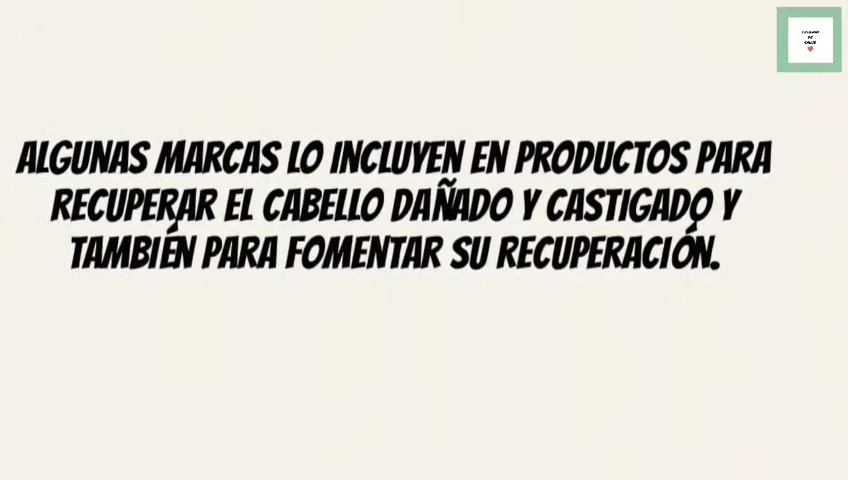 ALGUNAS MARCAS LO INCLUYEN EN PRODUCTOS PARA
RECUPERAR EL CABELLO DAÑADO Y CASTIGADO Y
TAMBIÉN PARA FOMENTAR SU RECUPERACIÓN.